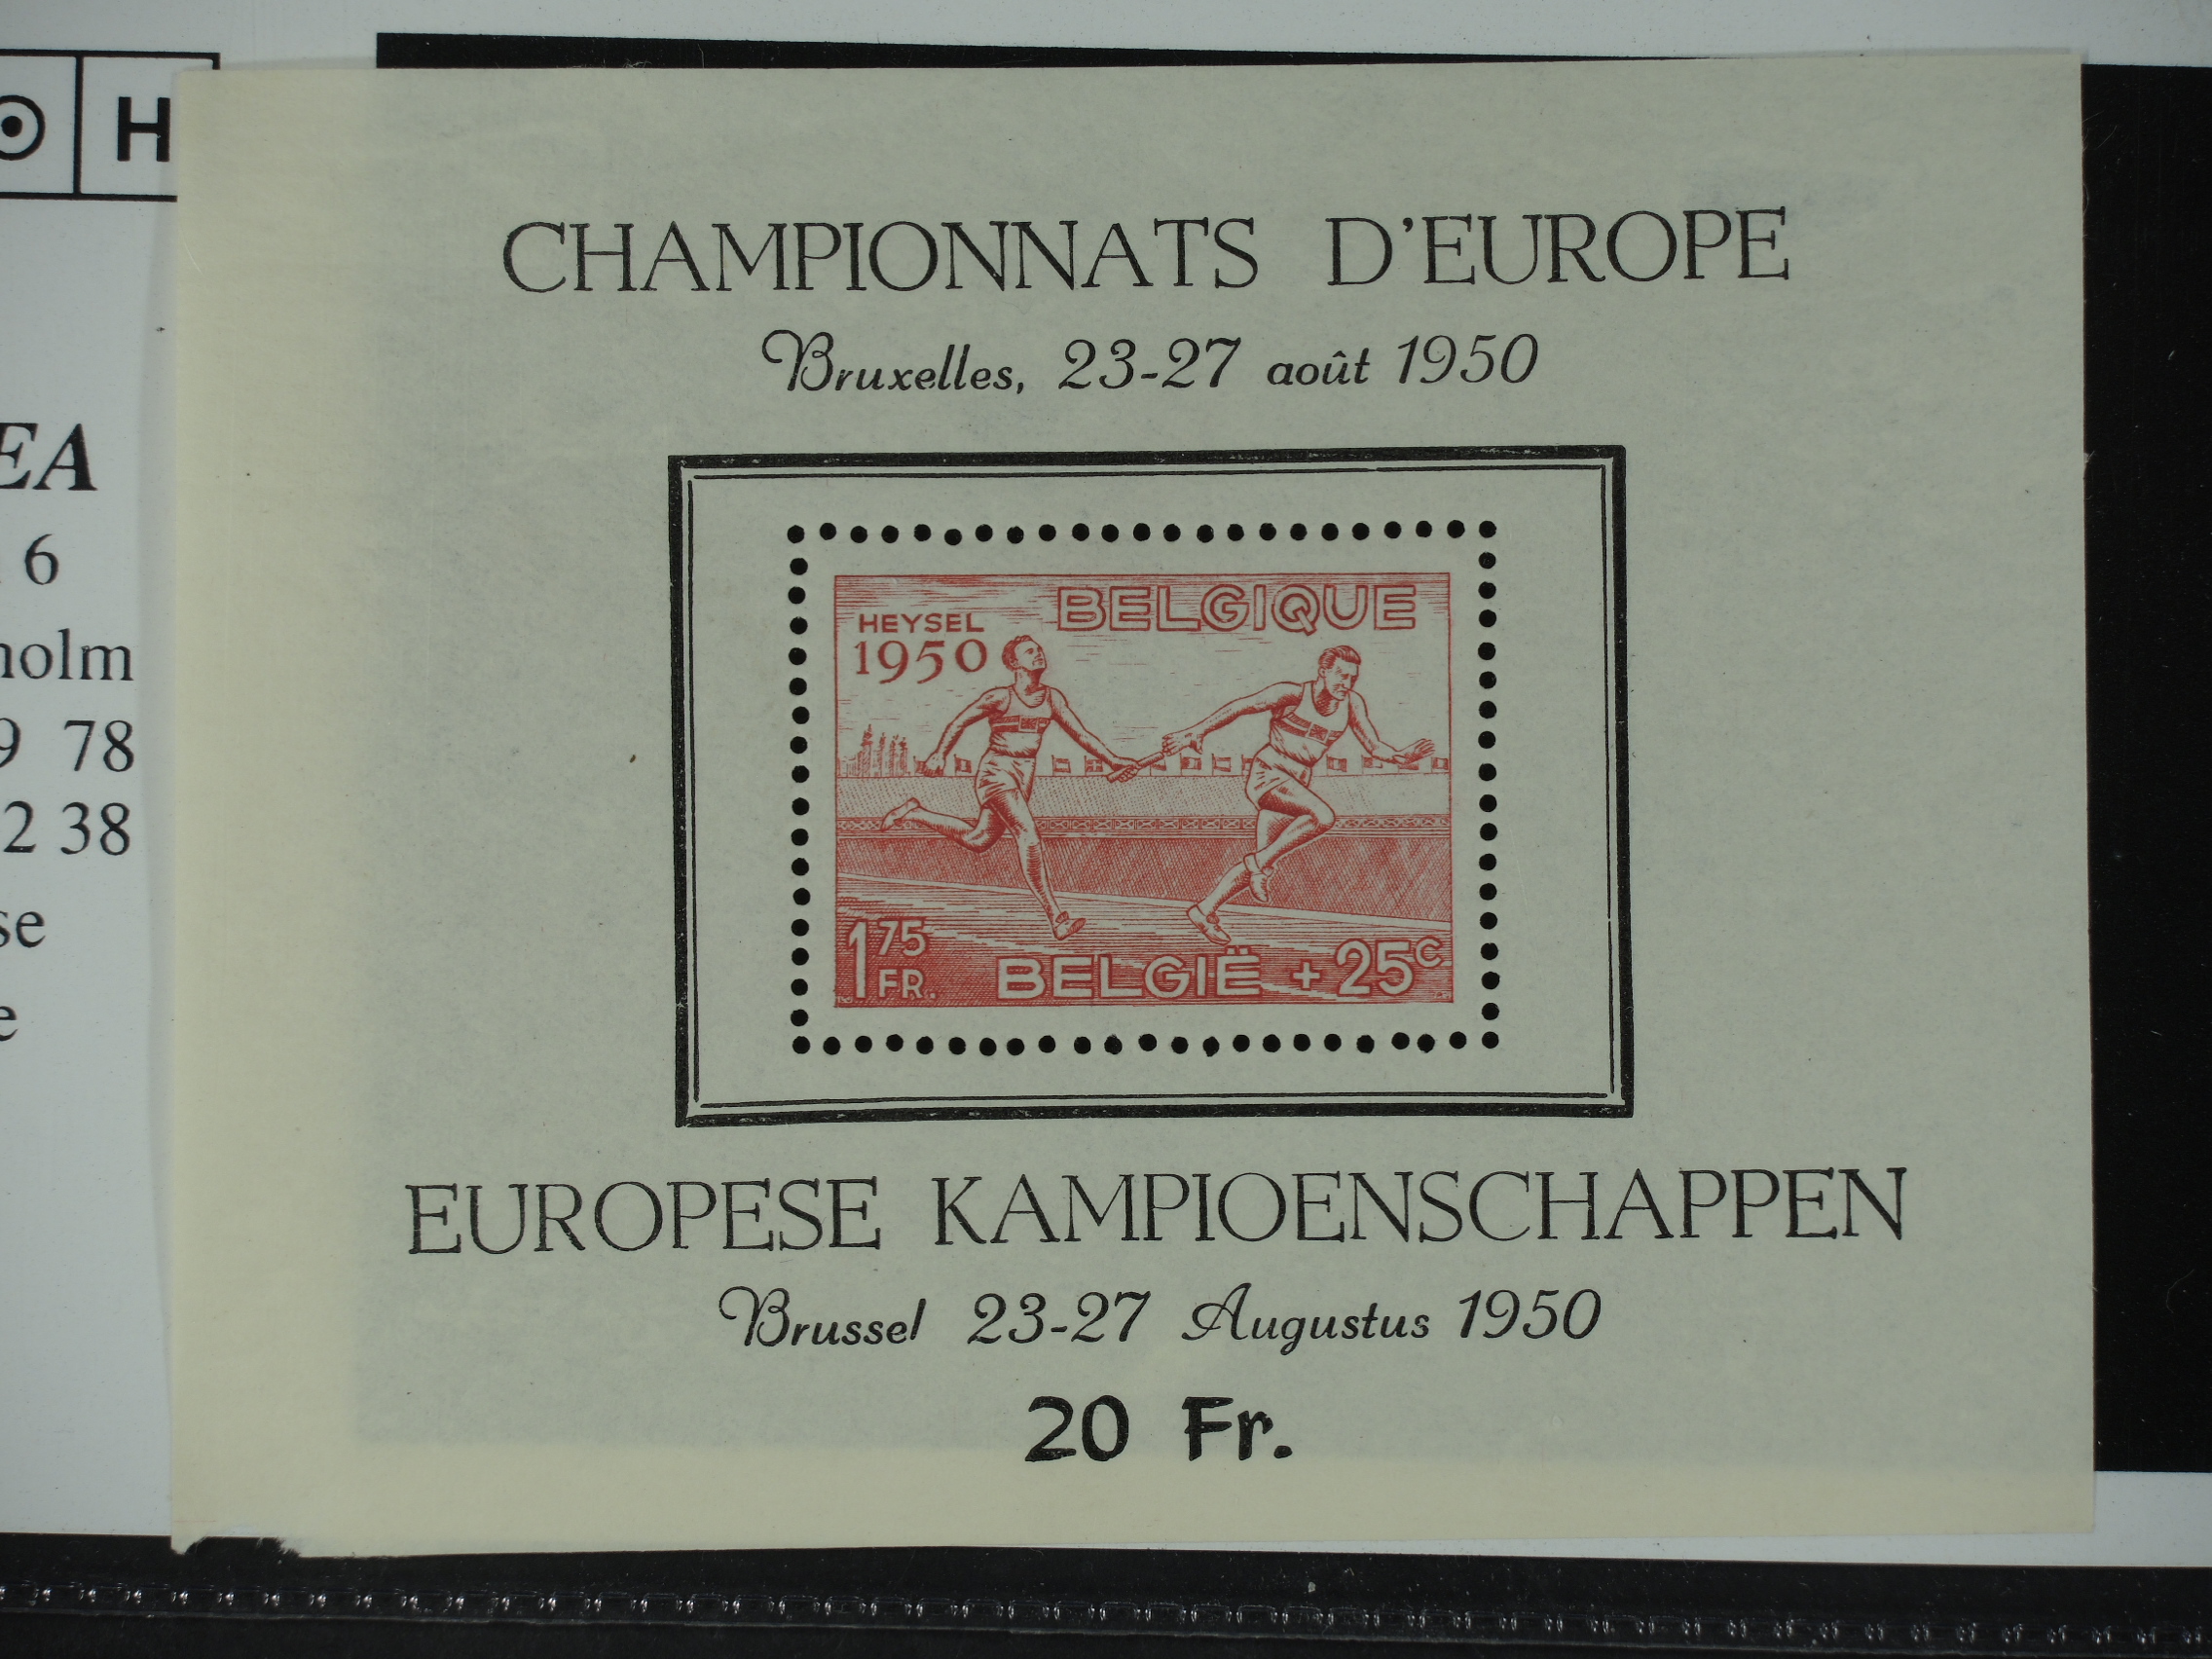 H
EA
6
holm
9 78
2 38
se
e
CHAMPIONNATS D'EUROPE
Bruxelles, 23-27 août 1950
HEYSEL BELGIQUE
1950
1 75 FR. BELGIË + 25 C
EUROPESE KAMPIOENSCHAPPEN
Brussel 23-27 Augustus 1950
20 Fr.